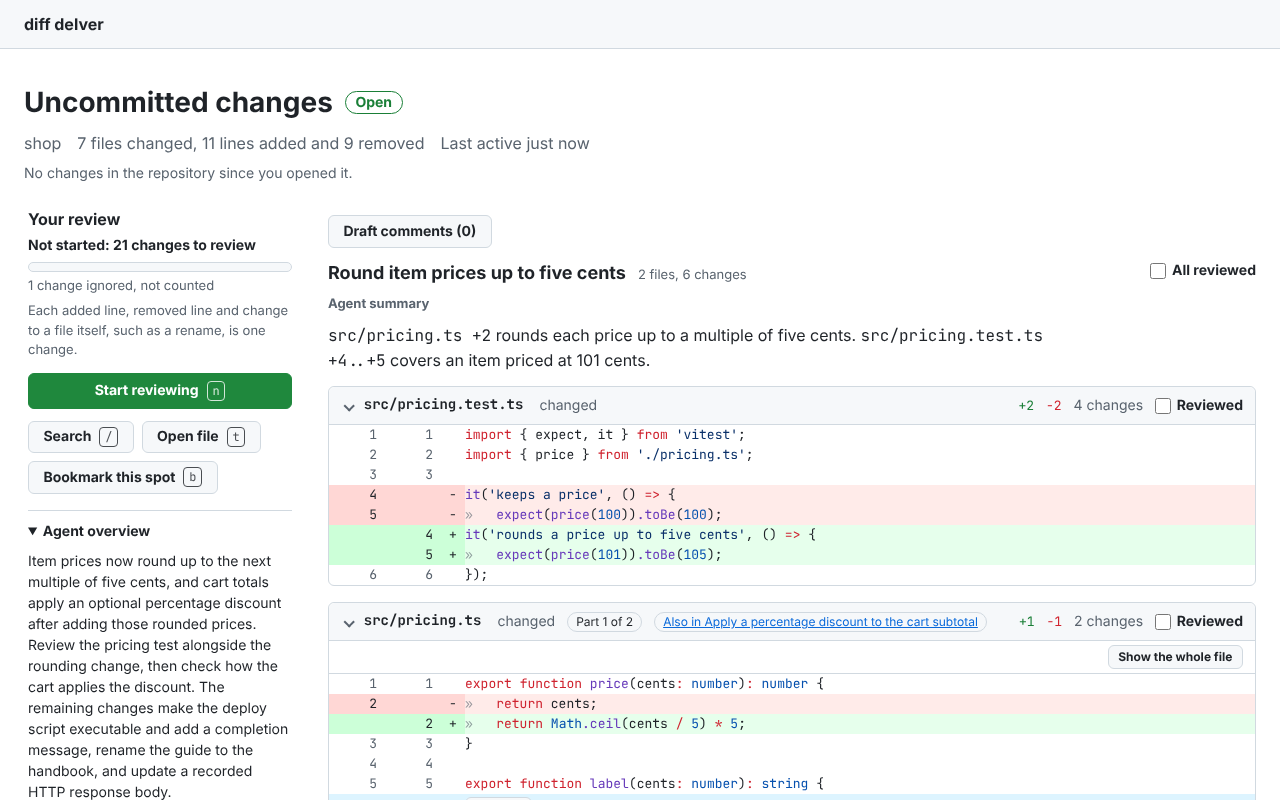 diff delver
Uncommitted changes Open
shop 7 files changed, 11 lines added and 9 removed Last active just now
No changes in the repository since you opened it.
Your review
Not started: 21 changes to review
1 change ignored, not counted
Each added line, removed line and change
to a file itself, such as a rename, is one
change.
Start reviewing n
Search / Open file t
Bookmark this spot b
▼ Agent overview
Item prices now round up to the next
multiple of five cents, and cart totals
apply an optional percentage discount
after adding those rounded prices.
Review the pricing test alongside the
rounding change, then check how the
cart applies the discount. The
remaining changes make the deploy
script executable and add a completion
message, rename the guide to the
handbook, and update a recorded
HTTP response body.
Draft comments (0)
Round item prices up to five cents 2 files, 6 changes All reviewed
Agent summary
src/pricing.ts +2 rounds each price up to a multiple of five cents. src/pricing.test.ts
+4..+5 covers an item priced at 101 cents.
src/pricing.test.ts changed +2 -2 4 changes Reviewed
1 1 import { expect, it } from 'vitest';
2 2 import { price } from './pricing.ts';
3 3
4 - it('keeps a price', () => {
5 - » expect(price(100)).toBe(100);
4 + it('rounds a price up to five cents', () => {
5 + » expect(price(101)).toBe(105);
6 6 });
src/pricing.ts changed Part 1 of 2 Also in Apply a percentage discount to the cart subtotal +1 -1 2 changes Reviewed
Show the whole file
1 1 export function price(cents: number): number {
2 - » return cents;
2 + » return Math.ceil(cents / 5) * 5;
3 3 }
4 4
5 5 export function label(cents: number): string {